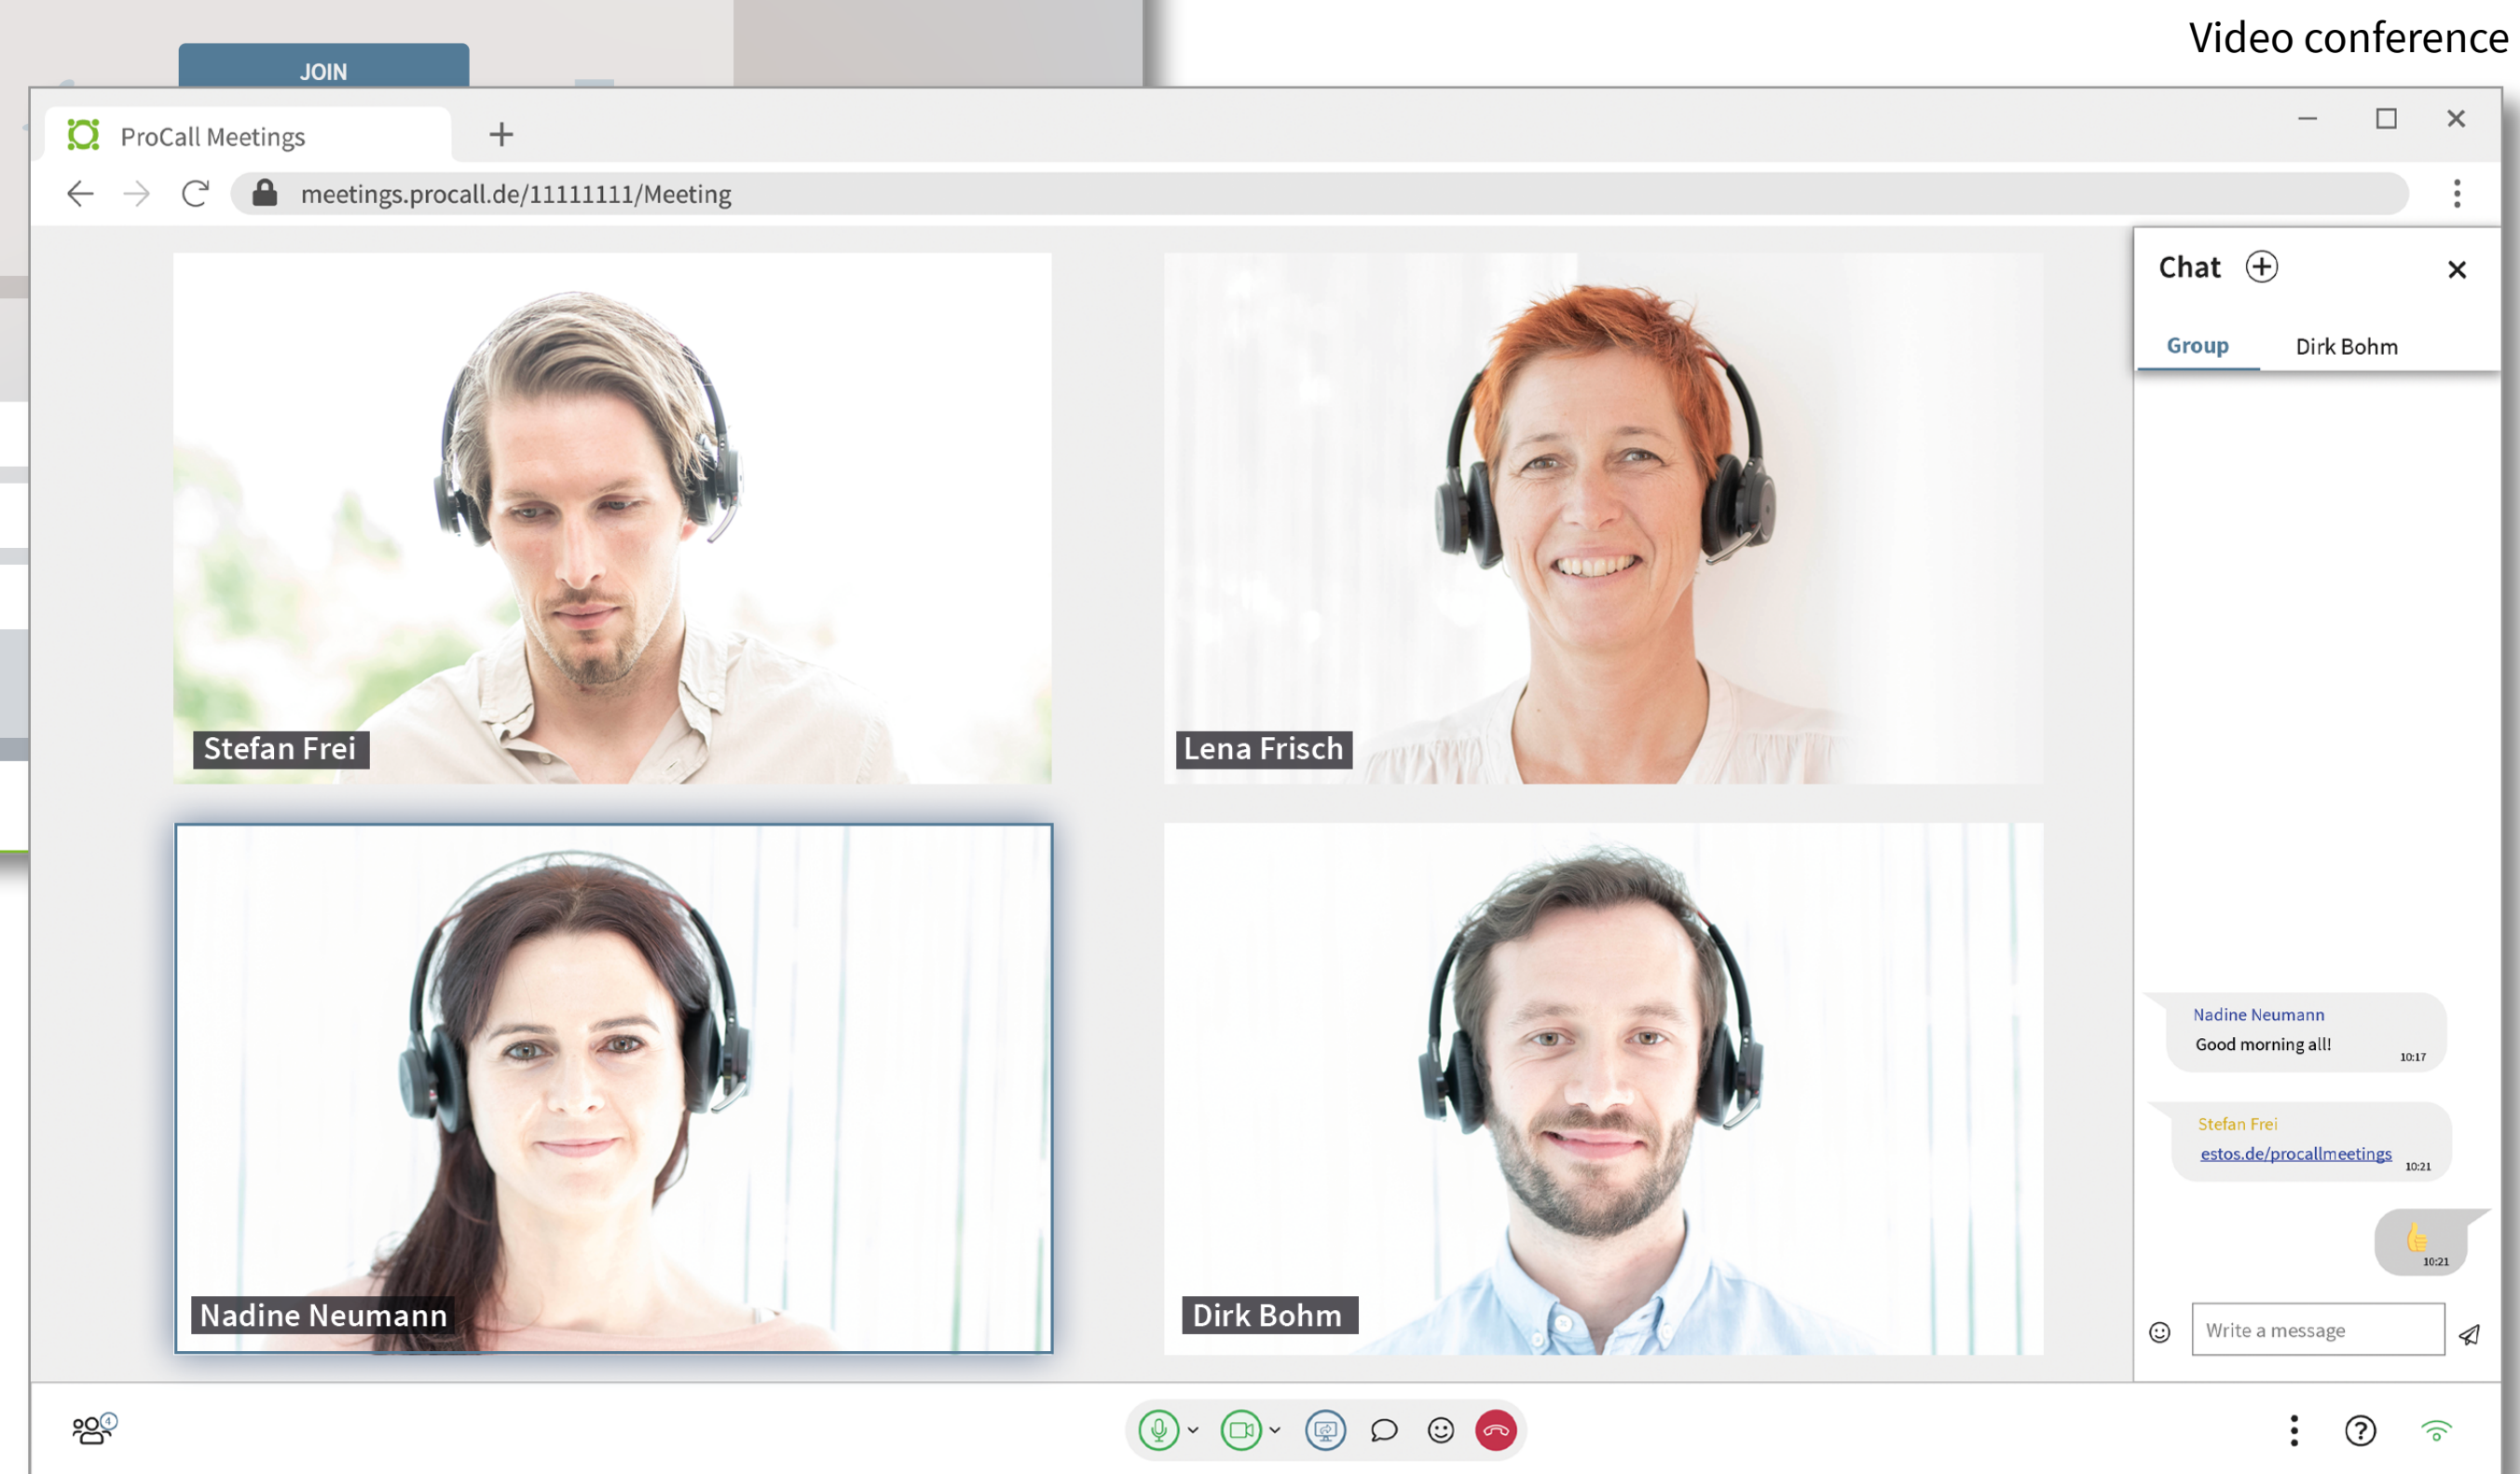 Video conference
JOIN
ProCall Meetings
meetings.procall.de/11111111/Meeting
Chat
Group
Dirk Bohm
Stefan Frei
Lena Frisch
Nadine Neumann
Dirk Bohm
Nadine Neumann
Good morning all!
10:17
Stefan Frei
estos.de/procallmeetings
10:21
10:21
Write a message
4